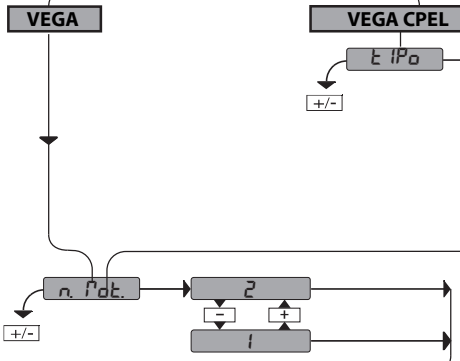 VEGA
VEGA CPEL
tIPo
+/-
n. Mot.
2
- +
1
+/-